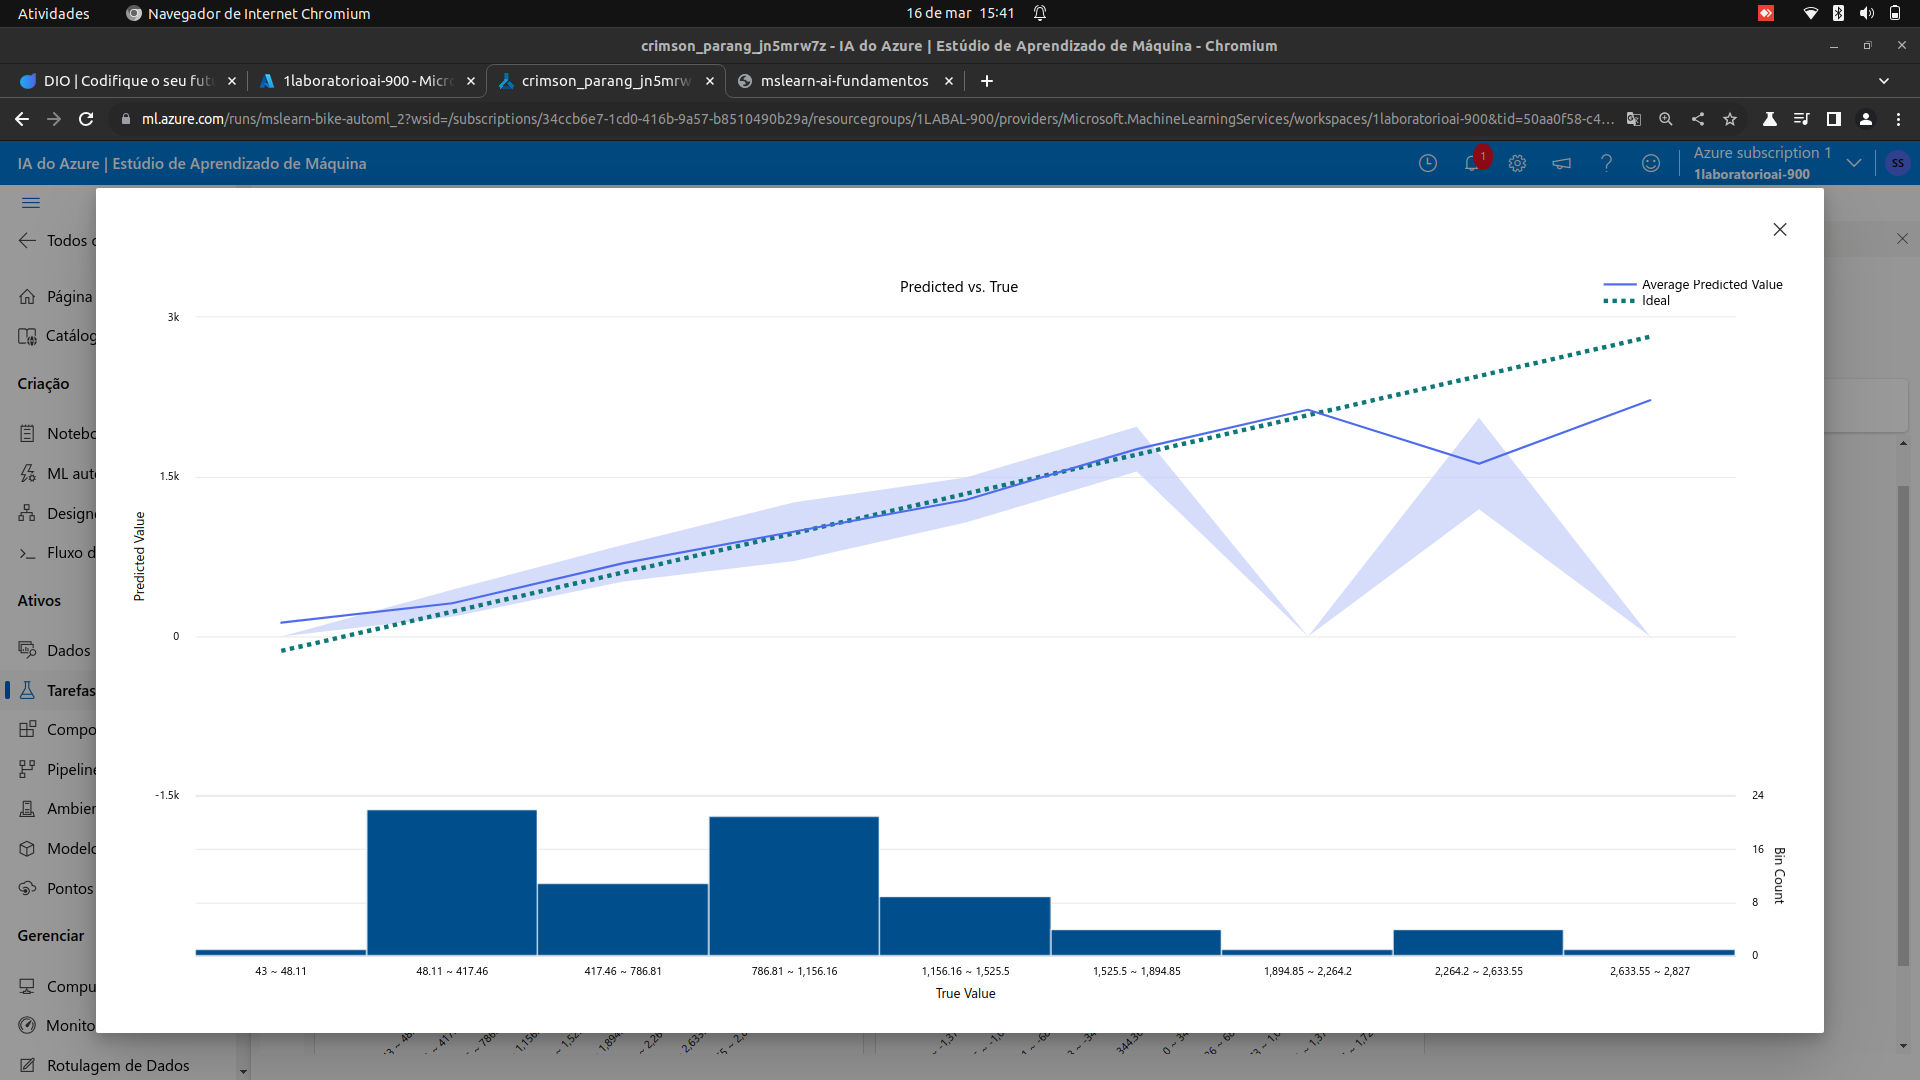 Atividades
Navegador de Internet Chromium
16 de mar 15:41
crimson_parang_jn5mrw7z - IA do Azure | Estúdio de Aprendizado de Máquina - Chromium
DIO | Codifique o seu fut
1laboratorioai-900 - Micro
crimson_parang_jn5mrw
mslearn-ai-fundamentos
ml.azure.com/runs/mslearn-bike-automl_2?wsid=/subscriptions/34ccb6e7-1cd0-416b-9a57-b8510490b29a/resourcegroups/1LABAL-900/providers/Microsoft.MachineLearningServices/workspaces/1laboratorioai-900&tid=50aa0f58-c4...
IA do Azure | Estúdio de Aprendizado de Máquina
1
Azure subscription 1
1laboratorioai-900
SS
Todos
Página
Catálog
Criação
Notebo
ML aut
Designe
Fluxo d
Ativos
Dados
Tarefas
Compo
Pipeline
Ambien
Modelo
Pontos
Gerenciar
Compu
Monito
Rotulagem de Dados
Predicted vs. True
Average Predicted Value
Ideal
3k
1.5k
0
-1.5k
Predicted Value
24
16
8
0
Bin Count
43 ~ 48.11
48.11 ~ 417.46
417.46 ~ 786.81
786.81 ~ 1,156.16
1,156.16 ~ 1,525.5
1,525.5 ~ 1,894.85
1,894.85 ~ 2,264.2
2,264.2 ~ 2,633.55
2,633.55 ~ 2,827
True Value